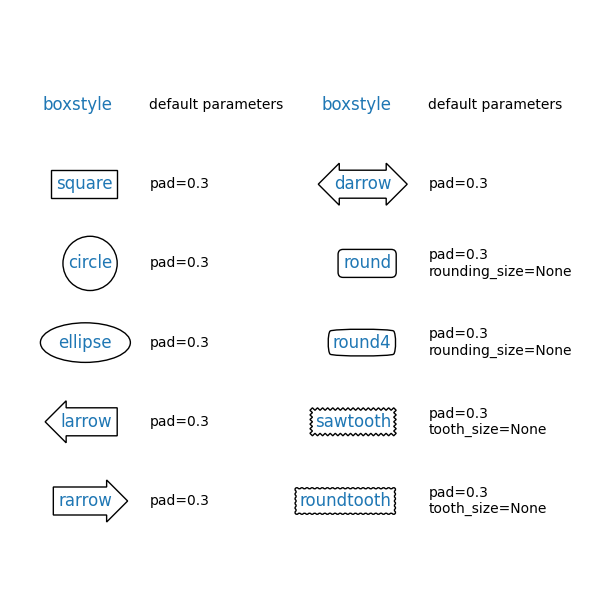 boxstyle default parameters boxstyle default parameters
square pad=0.3 darrow pad=0.3
circle pad=0.3 round pad=0.3
rounding_size=None
ellipse pad=0.3 round4 pad=0.3
rounding_size=None
larrow pad=0.3 sawtooth pad=0.3
tooth_size=None
rarrow pad=0.3 roundtooth pad=0.3
tooth_size=None